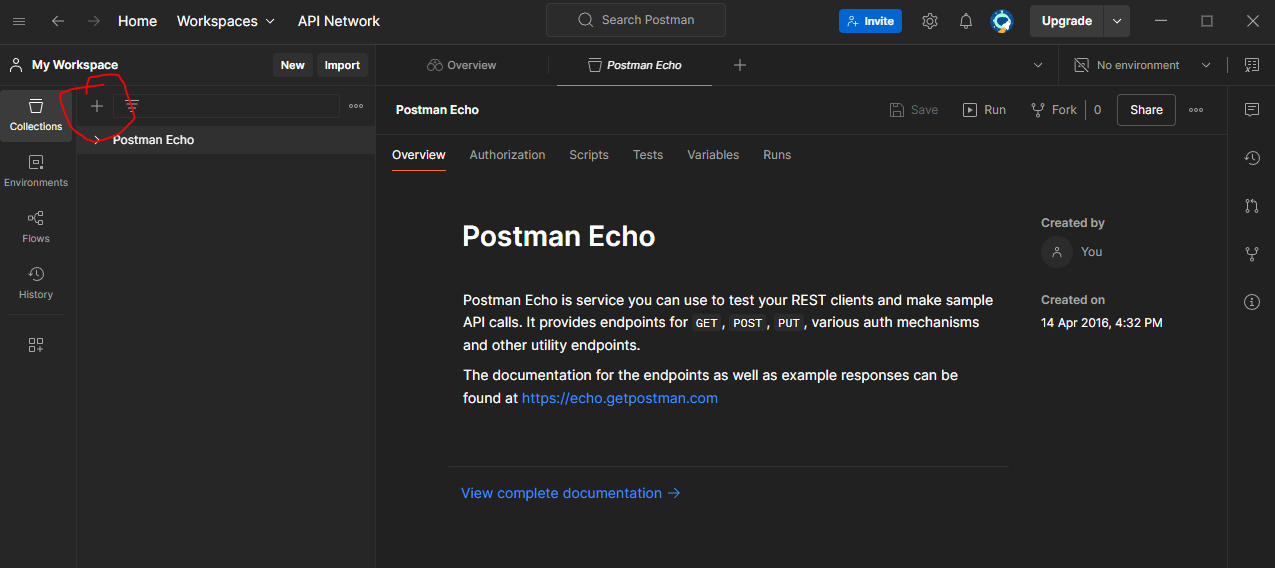 Home Workspaces API Network Search Postman Invite Upgrade
My Workspace New Import Overview Postman Echo No environment
Collections
Environments
Flows
History
Postman Echo
Postman Echo Save Run Fork 0 Share
Overview Authorization Scripts Tests Variables Runs
Postman Echo
Postman Echo is service you can use to test your REST clients and make sample
API calls. It provides endpoints for GET, POST, PUT, various auth mechanisms
and other utility endpoints.
The documentation for the endpoints as well as example responses can be
found at https://echo.getpostman.com
View complete documentation →
Created by
You
Created on
14 Apr 2016, 4:32 PM